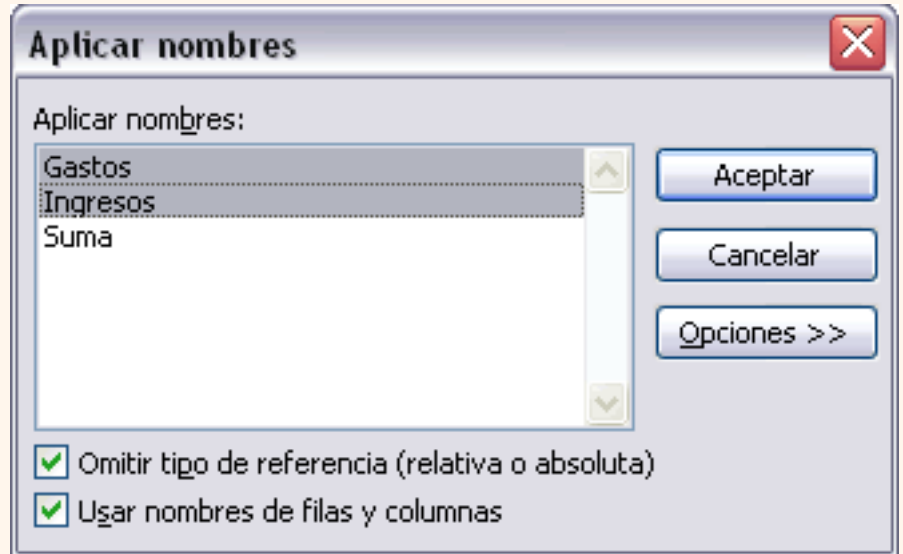 Aplicar nombres
Aplicar nombres:
Gastos
Ingresos
Suma
Aceptar
Cancelar
Opciones >>
Omitir tipo de referencia (relativa o absoluta)
Usar nombres de filas y columnas